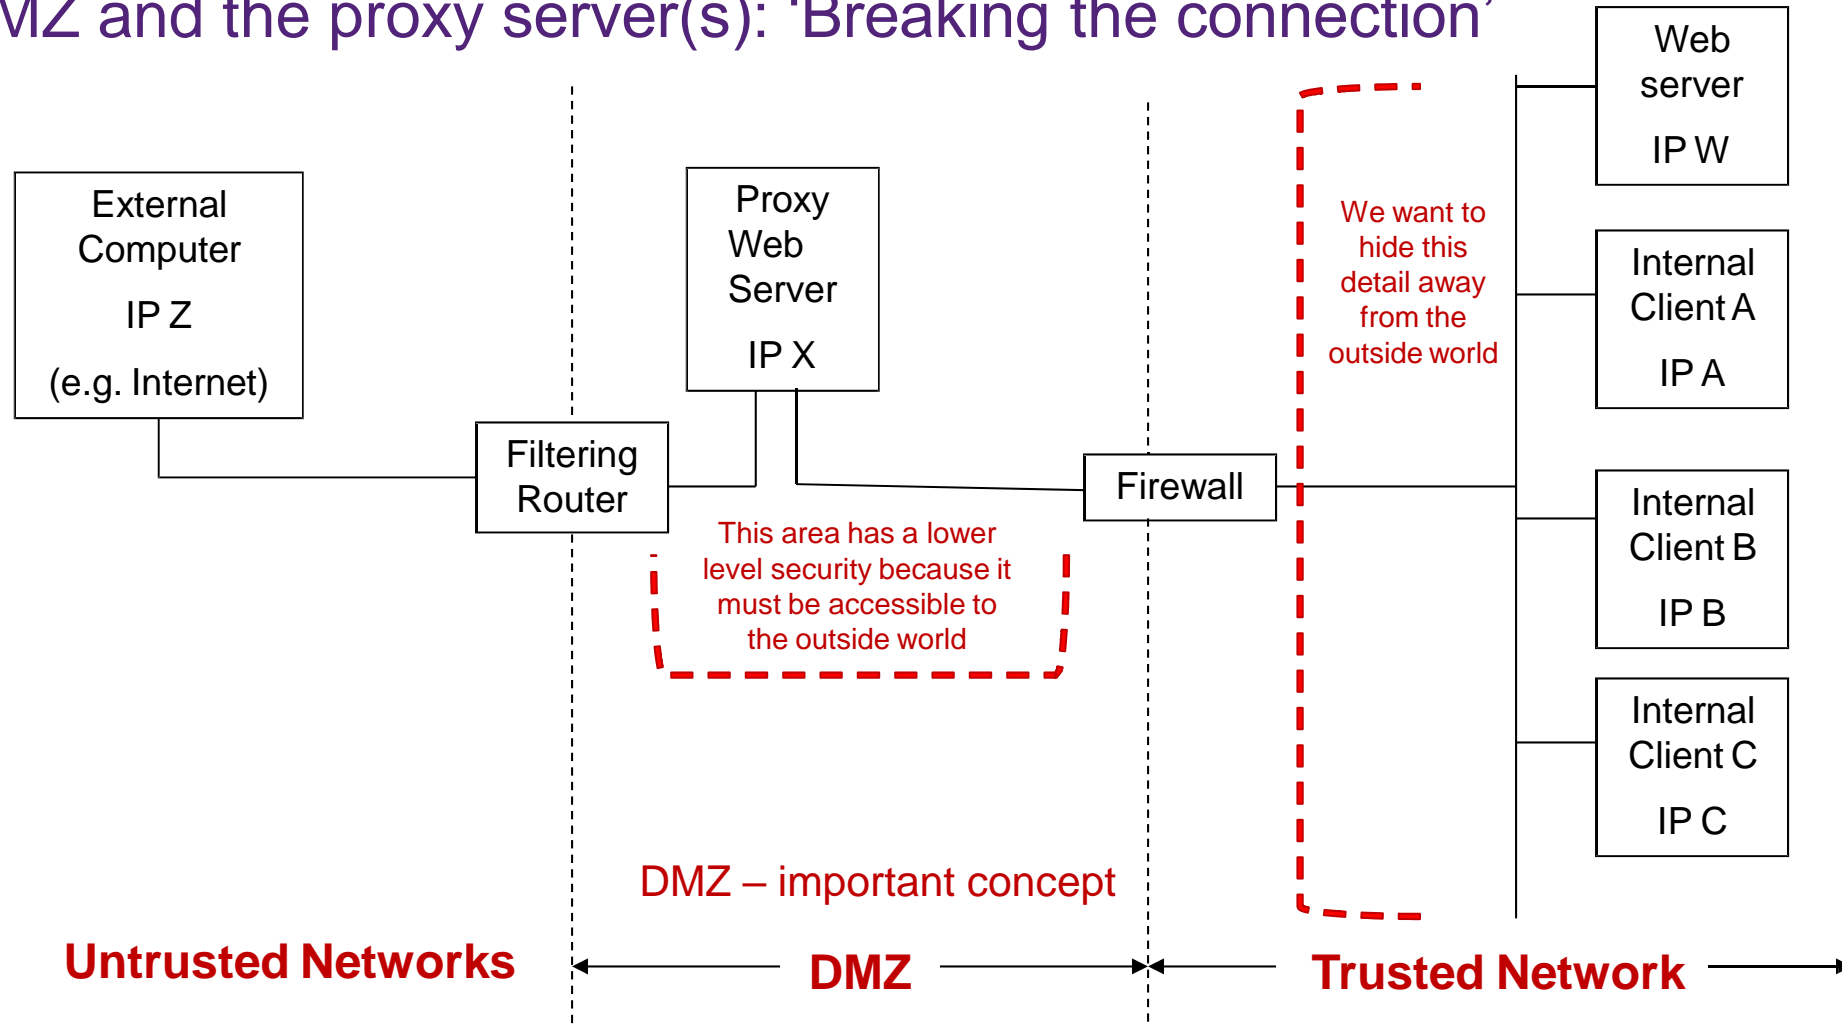 MZ and the proxy server(s): ‘Breaking the connection’
External
Computer
IP Z
(e.g. Internet)
Filtering
Router
Proxy
Web
Server
IP X
This area has a lower
level security because it
must be accessible to
the outside world
Firewall
We want to
hide this
detail away
from the
outside world
Web
server
IP W
Internal
Client A
IP A
Internal
Client B
IP B
Internal
Client C
IP C
DMZ – important concept
Untrusted Networks
DMZ
Trusted Network